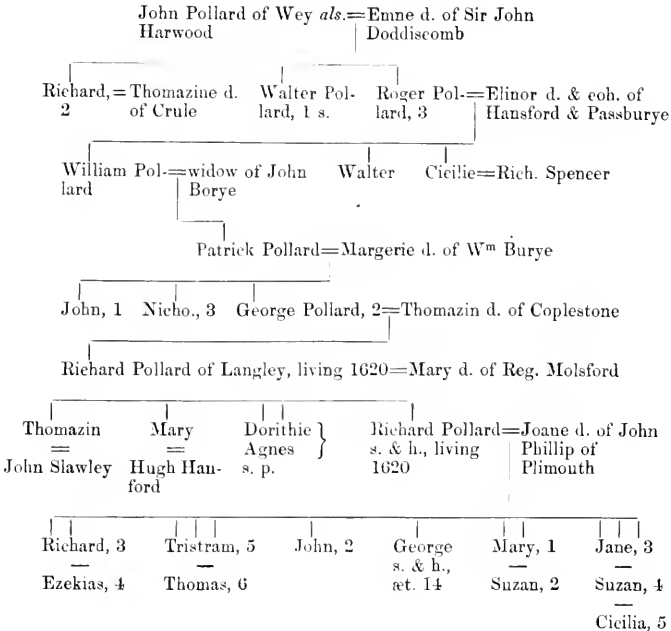 John Pollard of Wey als.=Emne d. of Sir John
Harwood Doddiscomb
Richard,=Thomazine d. Walter Pol- Roger Pol-=Elinor d. & coh. of
2 of Crule lard, 1 s. lard, 3 Hansford & Passburye
William Pol-=widow of John Walter Cicilie=Rich. Spencer
lard Borye
Patrick Pollard=Margerie d. of Wm Burye
John, 1 Nicho., 3 George Pollard, 2=Thomazin d. of Coplestone
Richard Pollard of Langley, living 1620=Mary d. of Reg. Molsford
Thomazin Mary Dorithie } Richard Pollard=Joane d. of John
= = Agnes s. & h., living Phillip of
John Slawley Hugh Han- s. p. 1620 Plimouth
ford
Richard, 3 Tristram, 5 John, 2 George Mary, 1 Jane, 3
— — s. & h., — —
Ezekias, 4 Thomas, 6 æt. 14 Suzan, 2 Suzan, 4
—
Cicilia, 5